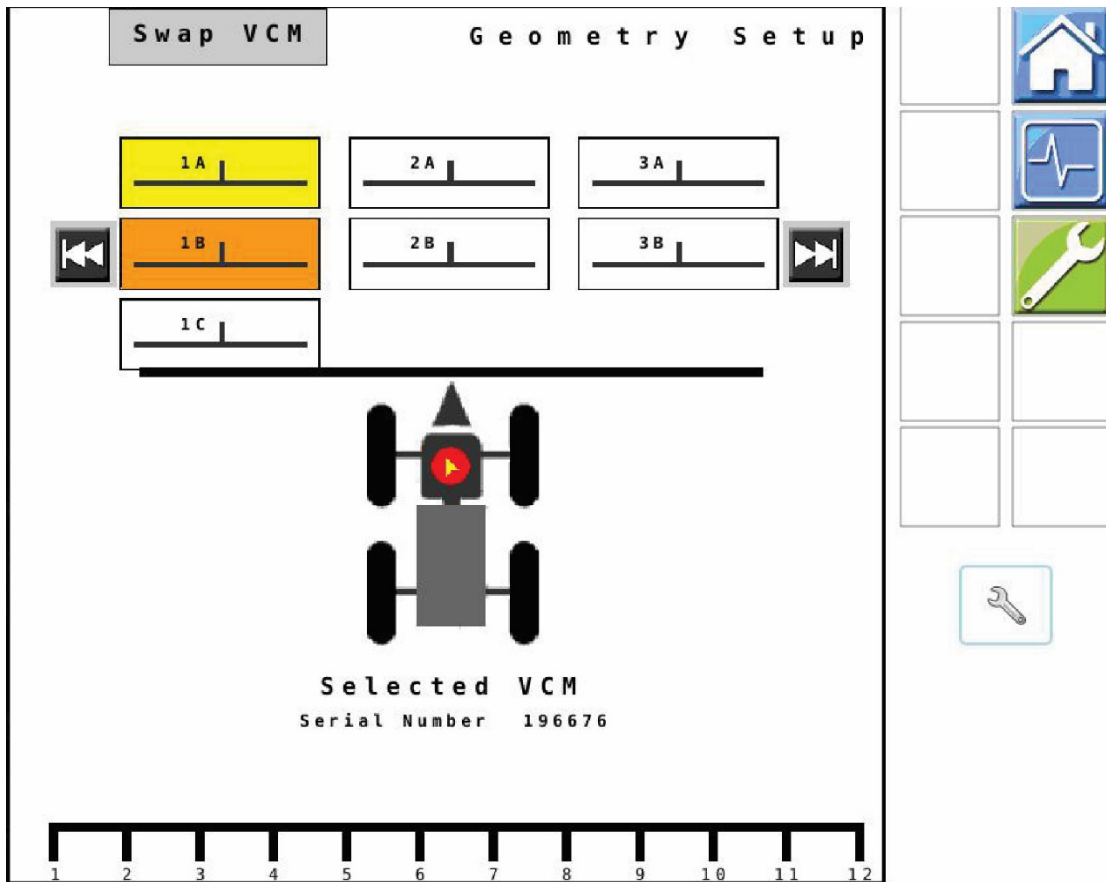 Swap VCM Geometry Setup
1A 2A 3A
1B 2B 3B
1C
Selected VCM
Serial Number 196676
1 2 3 4 5 6 7 8 9 10 11 12